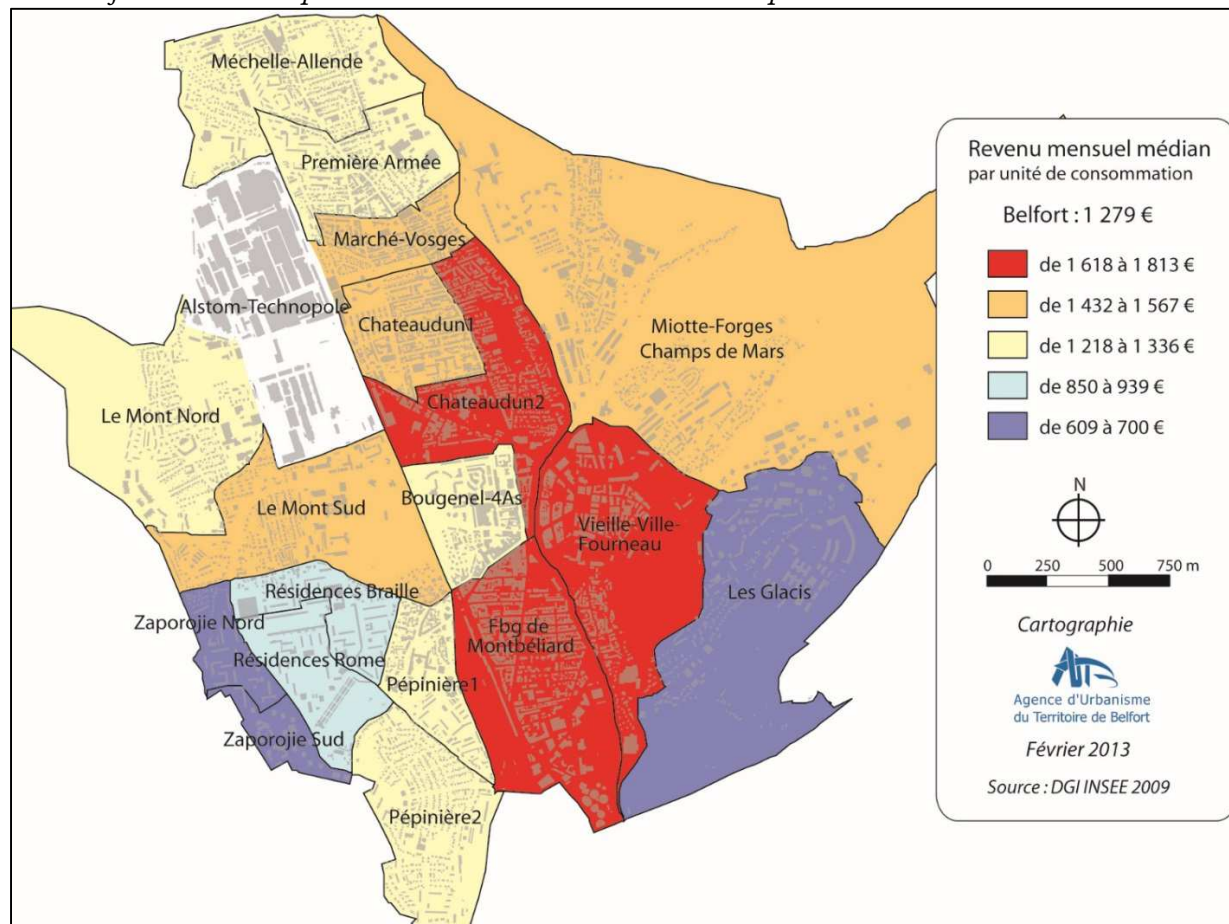 Méchelle-Allende
Première Armée
Marché-Vosges
Alstom-Technopole
Chateaudun1
Miotte-Forges
Champs de Mars
Le Mont Nord
Chateaudun2
Bougenel-4As
Le Mont Sud
Vieille-Ville-
Fourneau
Résidences Braille
Les Glacis
Zaporojie Nord
Fbg de
Montbéliard
Résidences Rome
Pépinière1
Zaporojie Sud
Pépinière2
Revenu mensuel médian
par unité de consommation
Belfort : 1 279 €
de 1 618 à 1 813 €
de 1 432 à 1 567 €
de 1 218 à 1 336 €
de 850 à 939 €
de 609 à 700 €
N
0 250 500 750 m
Cartographie
Agence d'Urbanisme
du Territoire de Belfort
Février 2013
Source : DGI INSEE 2009